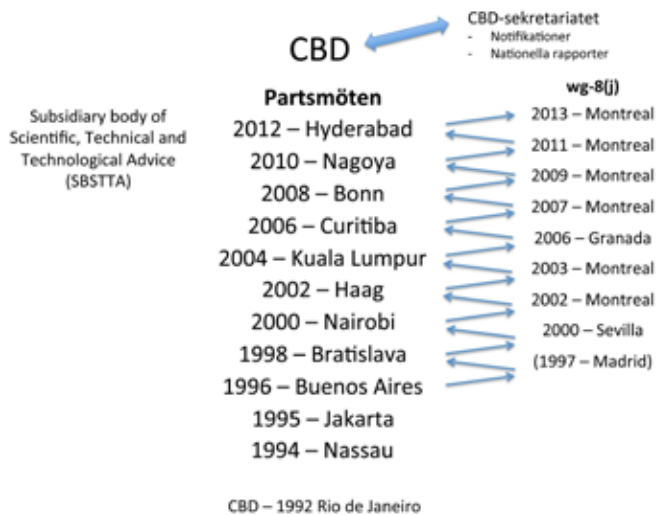 CBD-sekretariatet
- Notifikationer
- Nationella rapporter
CBD
Subsidiary body of
Scientific, Technical and
Technological Advice
(SBSTTA)
Partsmöten
2012 – Hyderabad
2010 – Nagoya
2008 – Bonn
2006 – Curitiba
2004 – Kuala Lumpur
2002 – Haag
2000 – Nairobi
1998 – Bratislava
1996 – Buenos Aires
1995 – Jakarta
1994 – Nassau
wg-8(j)
2013 – Montreal
2011 – Montreal
2009 – Montreal
2007 – Montreal
2006 – Granada
2003 – Montreal
2002 – Montreal
2000 – Sevilla
(1997 – Madrid)
CBD – 1992 Rio de Janeiro